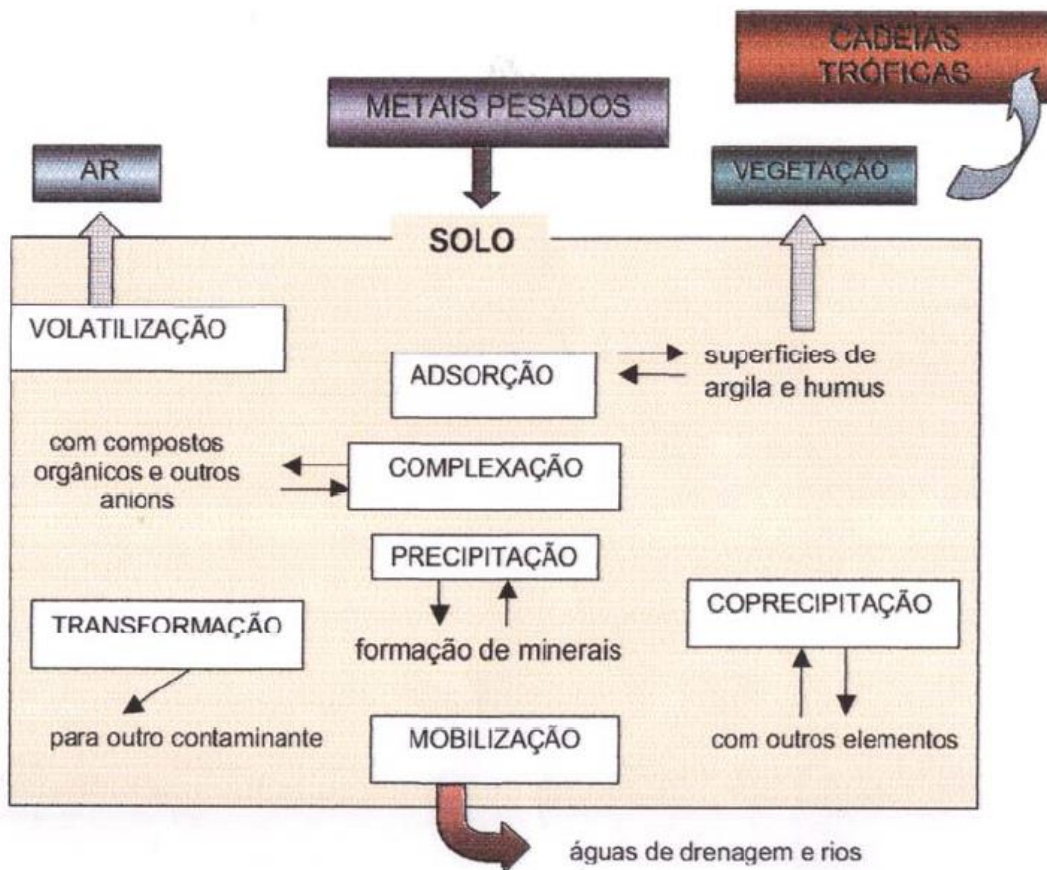 CADEIAS
TRÓFICAS
METAIS PESADOS
AR
VEGETAÇÃO
SOLO
VOLATILIZAÇÃO
ADSORÇÃO
superficies de
argila e humus
com compostos
orgânicos e outros
anions
COMPLEXAÇÃO
PRECIPITAÇÃO
formação de minerais
COPRECIPITAÇÃO
com outros elementos
TRANSFORMAÇÃO
para outro contaminante
MOBILIZAÇÃO
águas de drenagem e rios